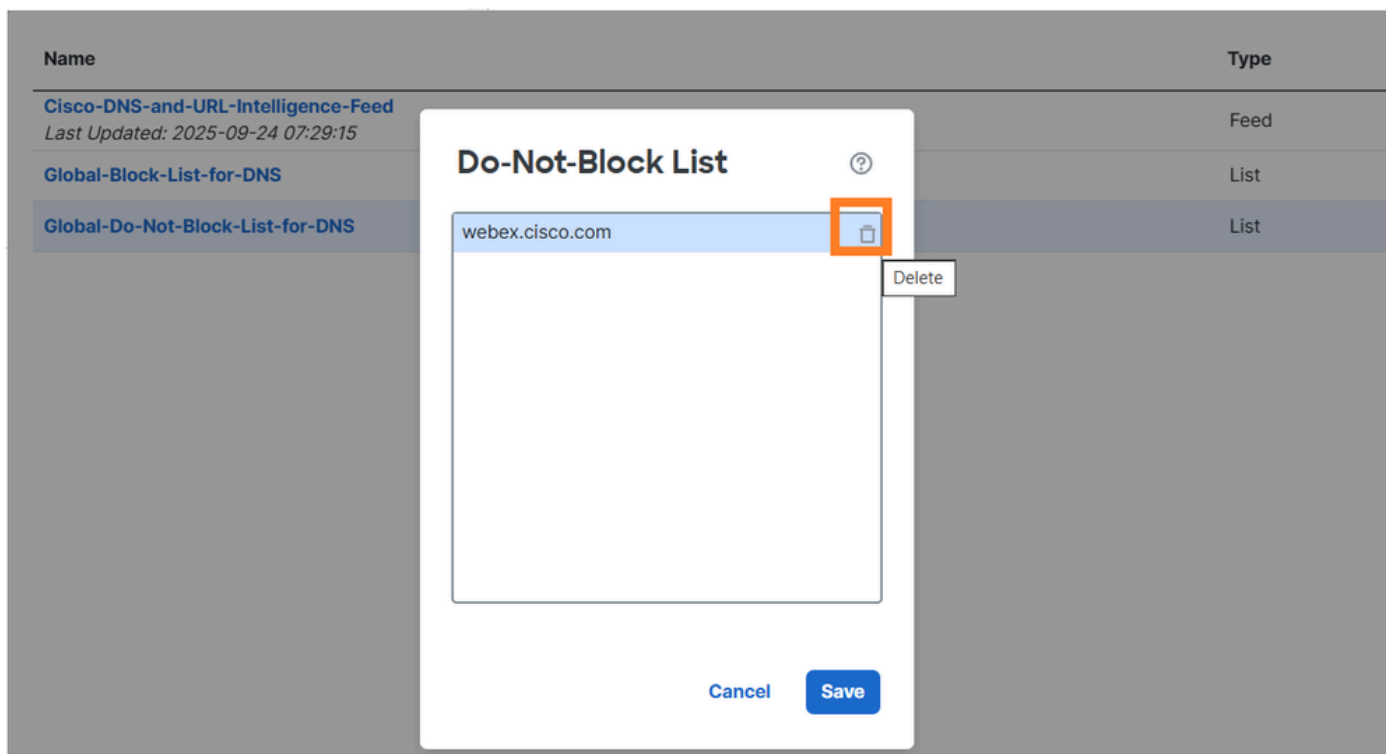 Name Type
Cisco-DNS-and-URL-Intelligence-Feed
Last Updated: 2025-09-24 07:29:15
Feed
Global-Block-List-for-DNS
List
Global-Do-Not-Block-List-for-DNS
List
Do-Not-Block List
webex.cisco.com
Delete
Cancel Save